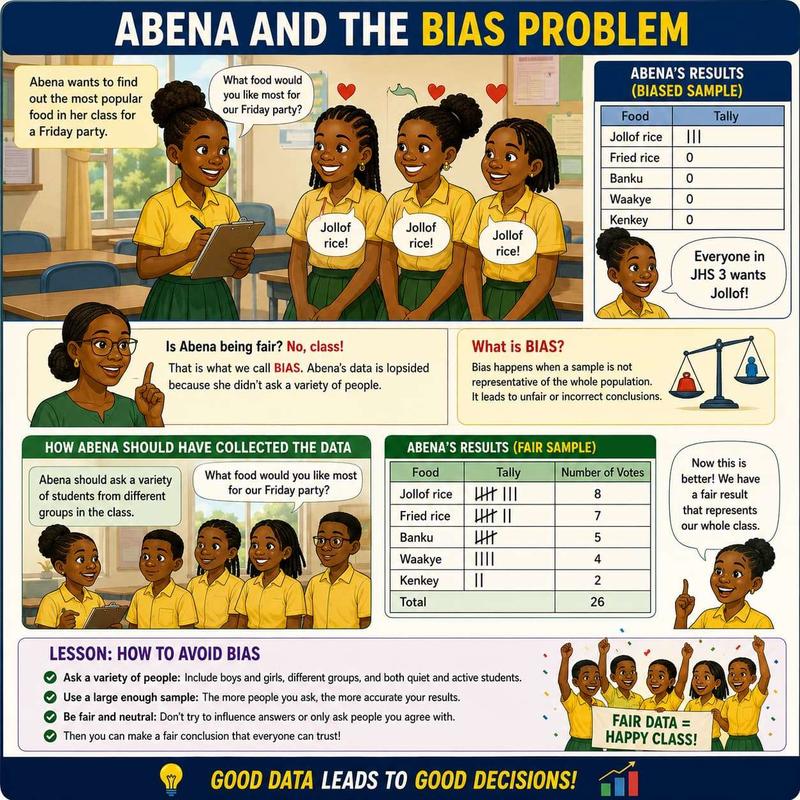 ABENA AND THE BIAS PROBLEM
Abena wants to find
out the most popular
food in her class for
a Friday party.
What food would
you like most for
our Friday party?
Jollof
rice!
Jollof
rice!
Jollof
rice!
ABENA'S RESULTS
(BIASED SAMPLE)
Food Tally
Jollof rice |||
Fried rice 0
Banku 0
Waakye 0
Kenkey 0
Everyone in
JHS 3 wants
Jollof!
Is Abena being fair? No, class!
That is what we call BIAS. Abena's data is lopsided
because she didn't ask a variety of people.
What is BIAS?
Bias happens when a sample is not
representative of the whole population.
It leads to unfair or incorrect conclusions.
HOW ABENA SHOULD HAVE COLLECTED THE DATA
Abena should ask a variety
of students from different
groups in the class.
What food would you like most
for our Friday party?
ABENA'S RESULTS (FAIR SAMPLE)
Food Tally Number of Votes
Jollof rice 卌 ||| 8
Fried rice 卌 || 7
Banku 卌 5
Waakye |||| 4
Kenkey || 2
Total 26
Now this is
better! We have
a fair result
that represents
our whole class.
LESSON: HOW TO AVOID BIAS
Ask a variety of people: Include boys and girls, different groups, and both quiet and active students.
Use a large enough sample: The more people you ask, the more accurate your results.
Be fair and neutral: Don't try to influence answers or only ask people you agree with.
Then you can make a fair conclusion that everyone can trust!
FAIR DATA =
HAPPY CLASS!
GOOD DATA LEADS TO GOOD DECISIONS!